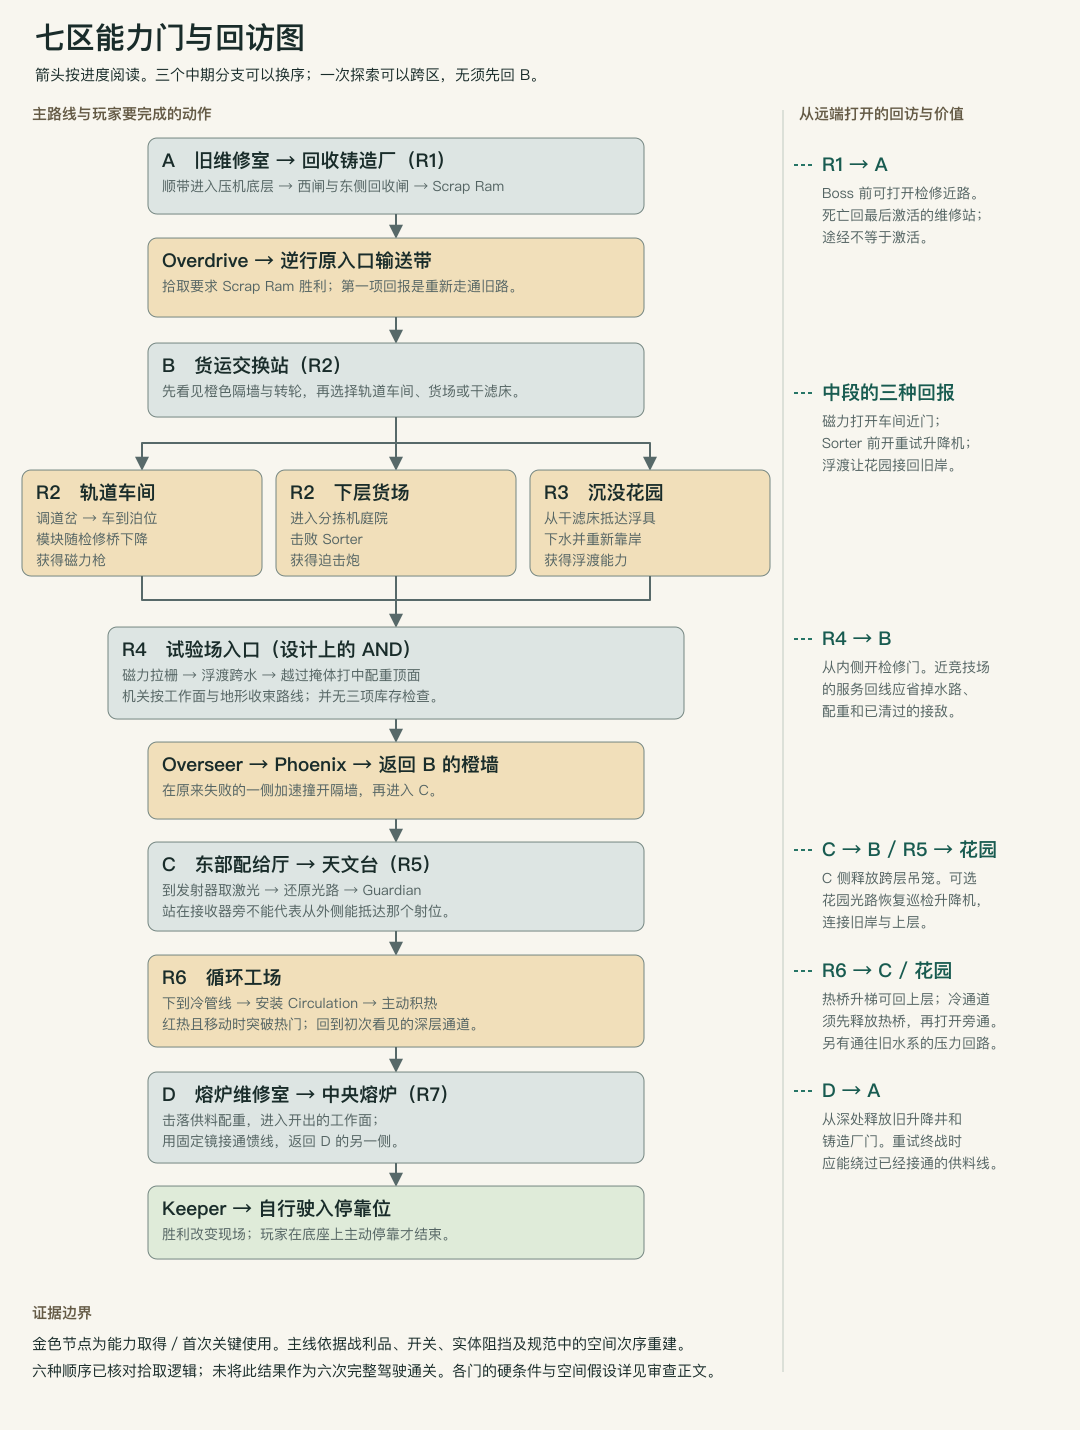 七区能力门与回访图
箭头按进度阅读。三个中期分支可以换序；一次探索可以跨区，无须先回 B。
主路线与玩家要完成的动作
A 旧维修室 → 回收铸造厂（R1）
顺带进入压机底层 → 西闸与东侧回收闸 → Scrap Ram
Overdrive → 逆行原入口输送带
拾取要求 Scrap Ram 胜利；第一项回报是重新走通旧路。
B 货运交换站（R2）
先看见橙色隔墙与转轮，再选择轨道车间、货场或干滤床。
R2 轨道车间
调道岔 → 车到泊位
模块随检修桥下降
获得磁力枪
R2 下层货场
进入分拣机庭院
击败 Sorter
获得迫击炮
R3 沉没花园
从干滤床抵达浮具
下水并重新靠岸
获得浮渡能力
R4 试验场入口（设计上的 AND）
磁力拉栅 → 浮渡跨水 → 越过掩体打中配重顶面
机关按工作面与地形收束路线；并无三项库存检查。
Overseer → Phoenix → 返回 B 的橙墙
在原来失败的一侧加速撞开隔墙，再进入 C。
C 东部配给厅 → 天文台（R5）
到发射器取激光 → 还原光路 → Guardian
站在接收器旁不能代表从外侧能抵达那个射位。
R6 循环工场
下到冷管线 → 安装 Circulation → 主动积热
红热且移动时突破热门；回到初次看见的深层通道。
D 熔炉维修室 → 中央熔炉（R7）
击落供料配重，进入开出的工作面；
用固定镜接通馈线，返回 D 的另一侧。
Keeper → 自行驶入停靠位
胜利改变现场；玩家在底座上主动停靠才结束。
从远端打开的回访与价值
R1 → A
Boss 前可打开检修近路。
死亡回最后激活的维修站；
途经不等于激活。
中段的三种回报
磁力打开车间近门；
Sorter 前开重试升降机；
浮渡让花园接回旧岸。
R4 → B
从内侧开检修门。近竞技场
的服务回线应省掉水路、
配重和已清过的接敌。
C → B / R5 → 花园
C 侧释放跨层吊笼。可选
花园光路恢复巡检升降机，
连接旧岸与上层。
R6 → C / 花园
热桥升梯可回上层；冷通道
须先释放热桥，再打开旁通。
另有通往旧水系的压力回路。
D → A
从深处释放旧升降井和
铸造厂门。重试终战时
应能绕过已经接通的供料线。
证据边界
金色节点为能力取得 / 首次关键使用。主线依据战利品、开关、实体阻挡及规范中的空间次序重建。
六种顺序已核对拾取逻辑；未将此结果作为六次完整驾驶通关。各门的硬条件与空间假设详见审查正文。